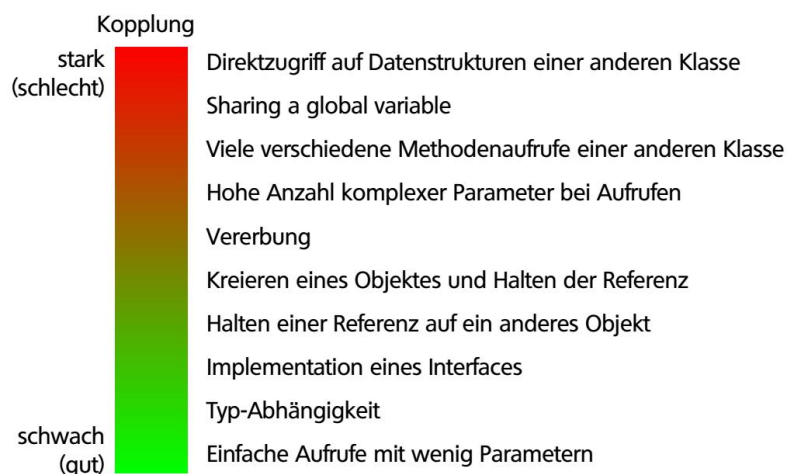 Kopplung
stark
(schlecht)
Direktzugriff auf Datenstrukturen einer anderen Klasse
Sharing a global variable
Viele verschiedene Methodenaufrufe einer anderen Klasse
Hohe Anzahl komplexer Parameter bei Aufrufen
Vererbung
Kreieren eines Objektes und Halten der Referenz
Halten einer Referenz auf ein anderes Objekt
Implementation eines Interfaces
Typ-Abhängigkeit
schwach
(gut)
Einfache Aufrufe mit wenig Parametern